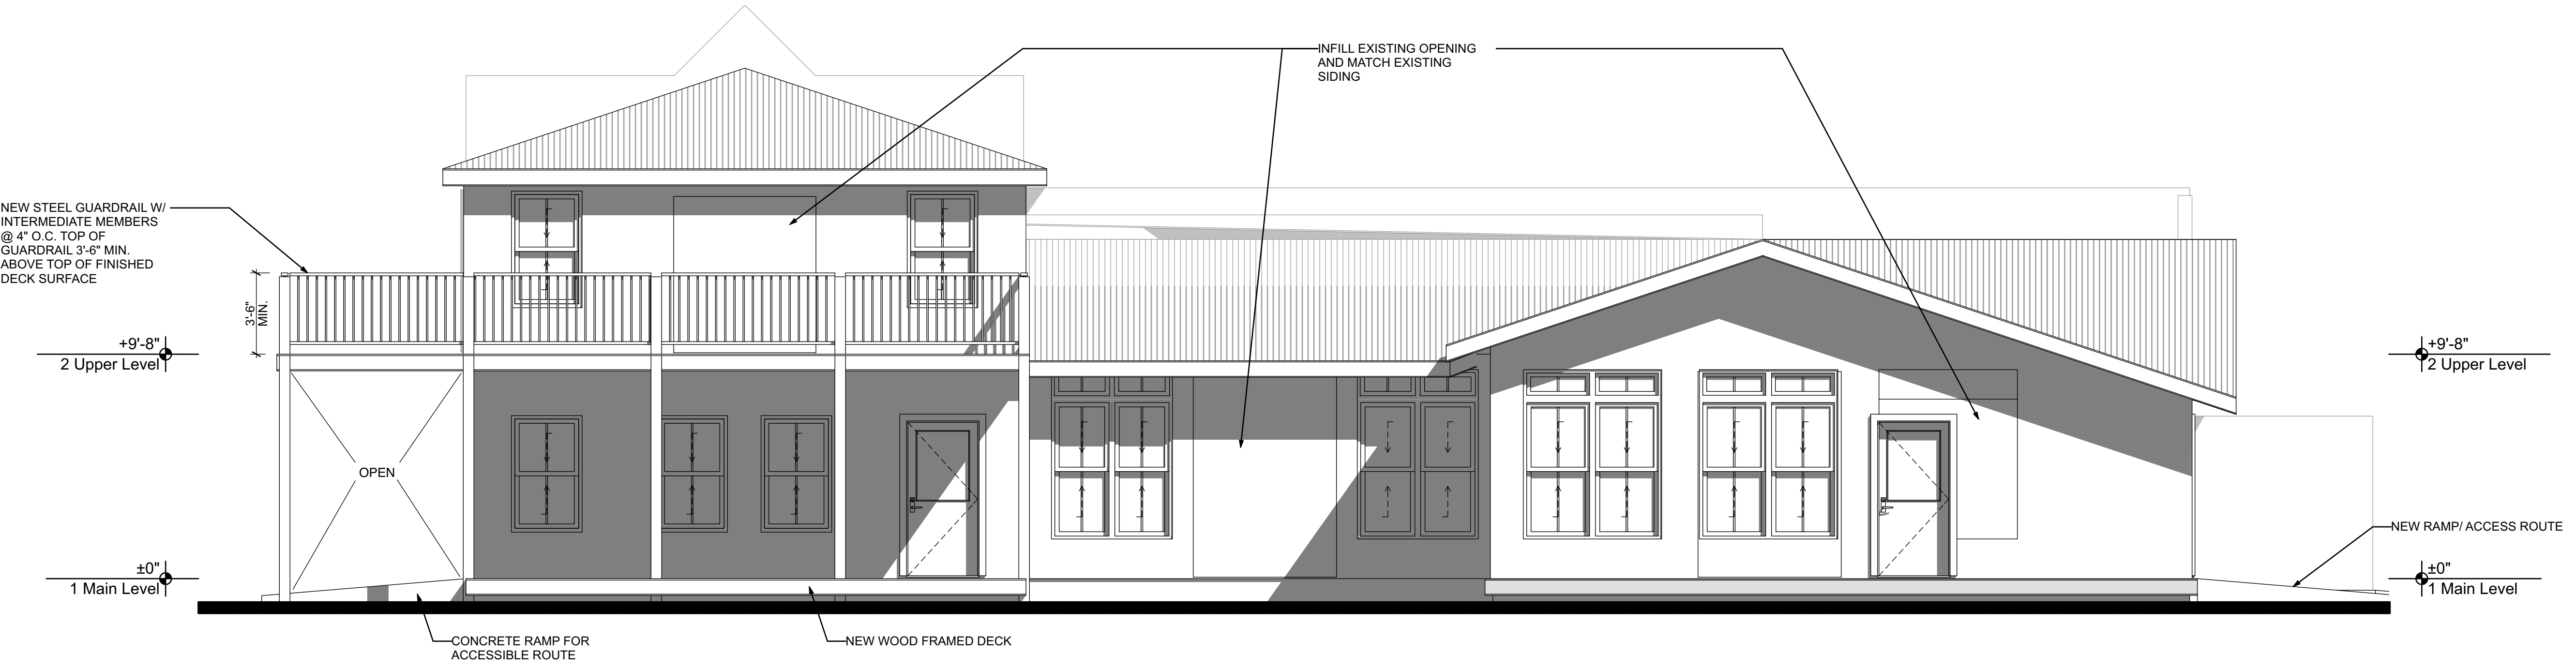 INFILL EXISTING OPENING
AND MATCH EXISTING
SIDING
NEW STEEL GUARDRAIL W/
INTERMEDIATE MEMBERS
@ 4" O.C. TOP OF
GUARDRAIL 3'-6" MIN.
ABOVE TOP OF FINISHED
DECK SURFACE
3'-6"
MIN.
+9'-8"
2 Upper Level
+9'-8"
2 Upper Level
OPEN
NEW RAMP/ ACCESS ROUTE
±0"
1 Main Level
±0"
1 Main Level
CONCRETE RAMP FOR
ACCESSIBLE ROUTE
NEW WOOD FRAMED DECK